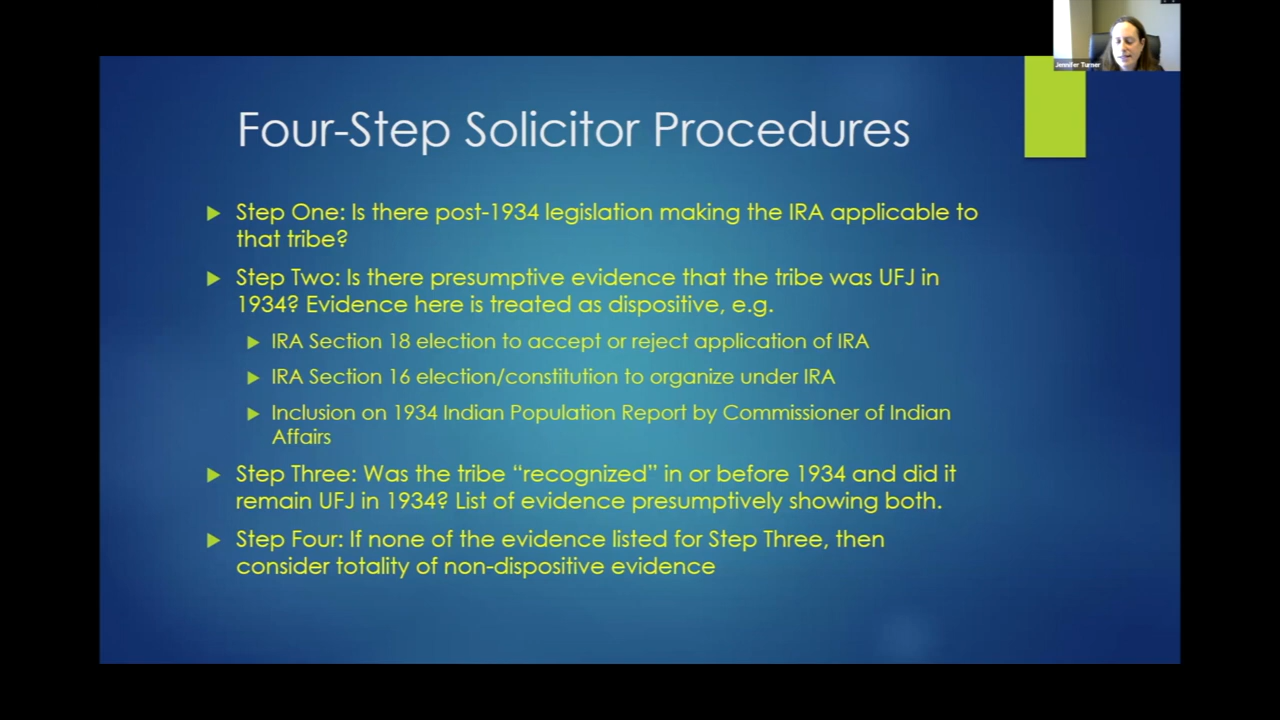 Jennifer Turner
Four-Step Solicitor Procedures
Step One: Is there post-1934 legislation making the IRA applicable to
that tribe?
Step Two: Is there presumptive evidence that the tribe was UFJ in
1934? Evidence here is treated as dispositive, e.g.
IRA Section 18 election to accept or reject application of IRA
IRA Section 16 election/constitution to organize under IRA
Inclusion on 1934 Indian Population Report by Commissioner of Indian
Affairs
Step Three: Was the tribe “recognized” in or before 1934 and did it
remain UFJ in 1934? List of evidence presumptively showing both.
Step Four: If none of the evidence listed for Step Three, then
consider totality of non-dispositive evidence